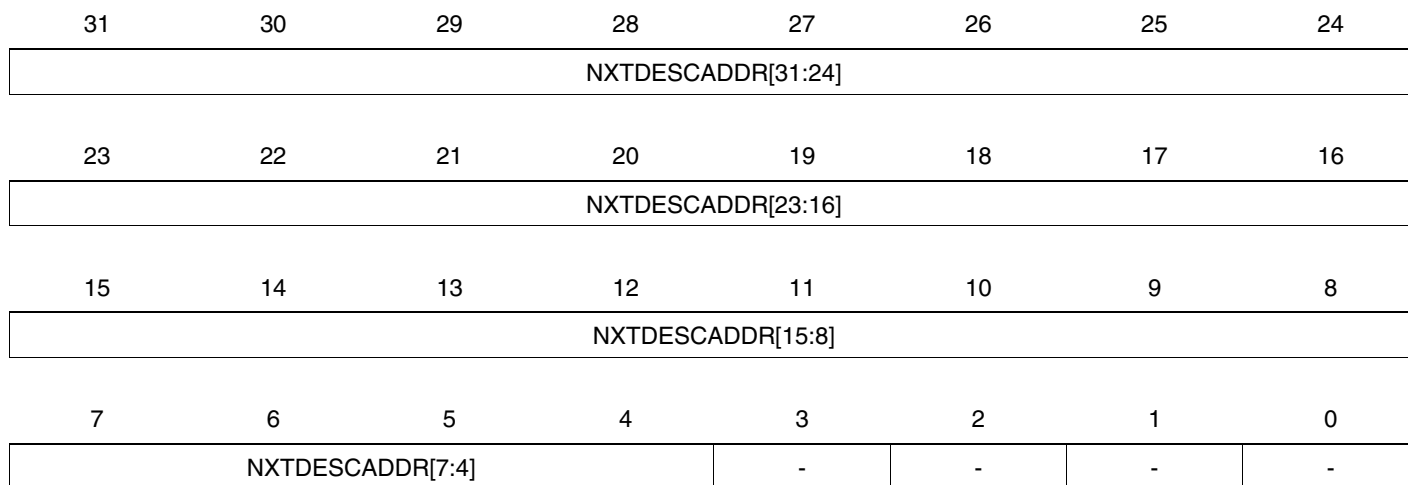 31 30 29 28 27 26 25 24
NXTDESCADDR[31:24]
23 22 21 20 19 18 17 16
NXTDESCADDR[23:16]
15 14 13 12 11 10 9 8
NXTDESCADDR[15:8]
7 6 5 4 3 2 1 0
NXTDESCADDR[7:4] - - - -